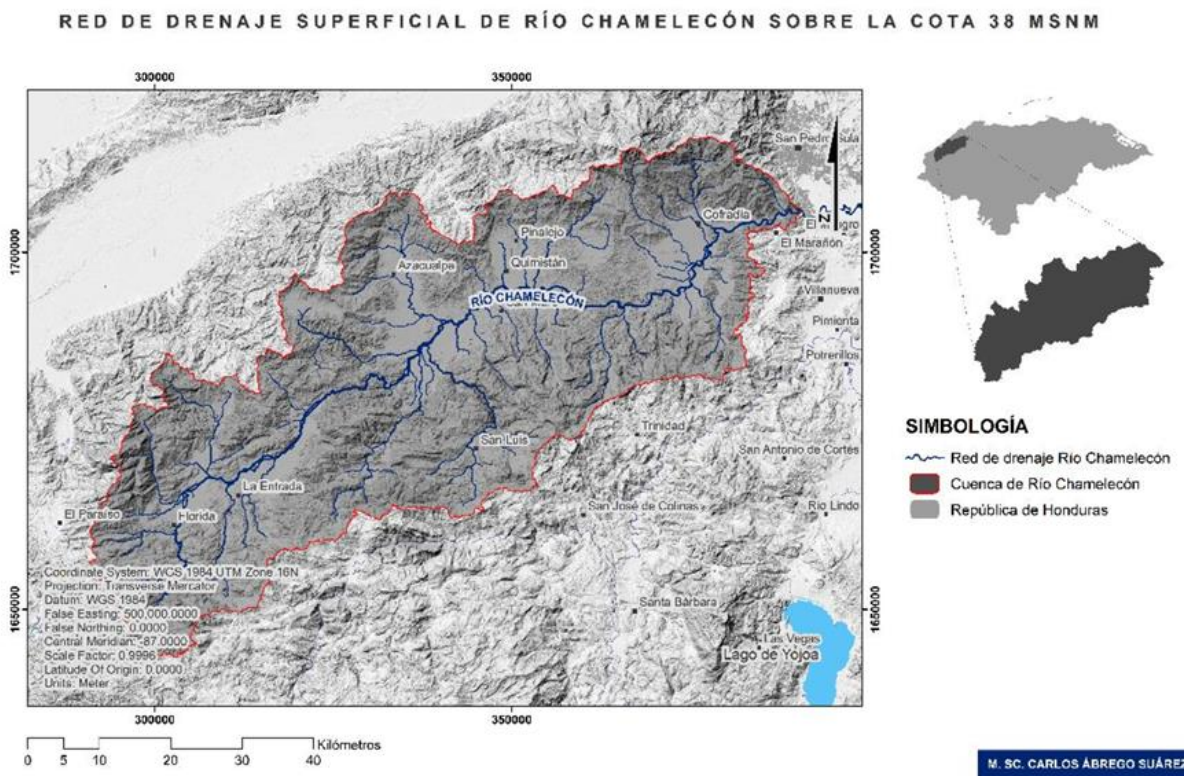 RED DE DRENAJE SUPERFICIAL DE RÍO CHAMELECÓN SOBRE LA COTA 38 MSNM
300000
350000
San Pedro Sula
Cofradía
El
gro
El Marañón
Pinalejo
1700000
1700000
Azacualpa
Quimistán
RÍO CHAMELECÓN
Villanueva
Pimienta
Potrerillos
Trinidad
San Luis
San Antonio de Cortes
La Entrada
El Paraíso
Florida
San José de Colinas
Río Lindo
Coordinate System: WCS 1984 UTM Zone 16N
Projection: Transverse Mercator
Datum: WGS 1984
False Easting: 500,000.0000
False Northing: 0.0000
Central Meridian: -87.0000
Scale Factor: 0.9996
Latitude Of Origin: 0.0000
Units: Meter
1650000
1650000
Santa Bárbara
Las Vegas
Lago de Yojoa
300000
350000
0 5 10 20 30 40 Kilómetros
N
SIMBOLOGÍA
Red de drenaje Río Chamelecón
Cuenca de Río Chamelecón
República de Honduras
M. SC. CARLOS ÁBREGO SUÁREZ